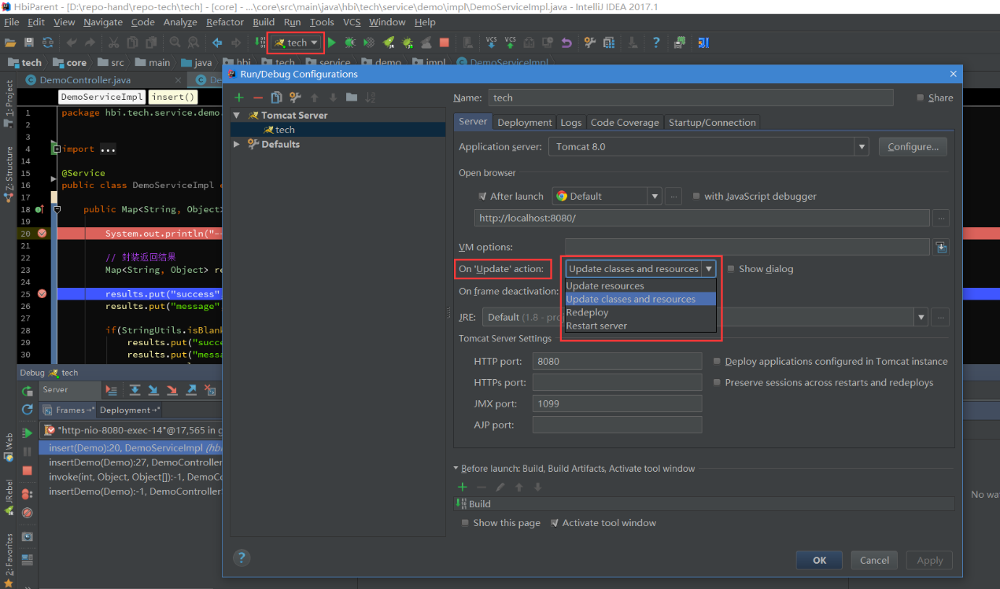 HbiParent - [D:\repo-hand\repo-tech\tech] - [core] - ...\core\src\main\java\hbi\tech\service\demo\impl\DemoServiceImpl.java - IntelliJ IDEA 2017.1
File Edit View Navigate Code Analyze Refactor Build Run Tools VCS Window Help
tech
VCS VCS
tech core src main java hbi tech service demo impl DemoServiceImpl
DemoController.java De
DemoServiceImpl insert()
1: Project
Z: Structure
Web
JRebel
2: Favorites
1 package hbi.tech.service.demo.
2
3
4 import ...
14
15 @Service
16 public class DemoServiceImpl e
17
18 public Map<String, Object>
19
20 System.out.println("--
21
22 // 封装返回结果
23 Map<String, Object> re
24
25 results.put("success",
26 results.put("message",
27
28 if(StringUtils.isBlank
29 results.put("succe
30 results.put("messa
Debug tech
Server
Frames Deployment
"http-nio-8080-exec-14"@17,565 in g
insert(Demo):20, DemoServiceImpl (hbi
insertDemo(Demo):27, DemoController
invoke(int, Object, Object[]):-1, DemoCo
insertDemo(Demo):-1, DemoController
No wa
Run/Debug Configurations
Tomcat Server
tech
Defaults
Name: tech
Share
Server Deployment Logs Code Coverage Startup/Connection
Application server: Tomcat 8.0 Configure...
Open browser
After launch Default ... with JavaScript debugger
http://localhost:8080/ ...
VM options:
On 'Update' action: Update classes and resources Show dialog
Update resources
Update classes and resources
Redeploy
Restart server
On frame deactivation:
JRE: Default (1.8 - pro ...
Tomcat Server Settings
HTTP port: 8080 Deploy applications configured in Tomcat instance
HTTPs port: Preserve sessions across restarts and redeploys
JMX port: 1099
AJP port:
Before launch: Build, Build Artifacts, Activate tool window
Build
Show this page Activate tool window
? OK Cancel Apply